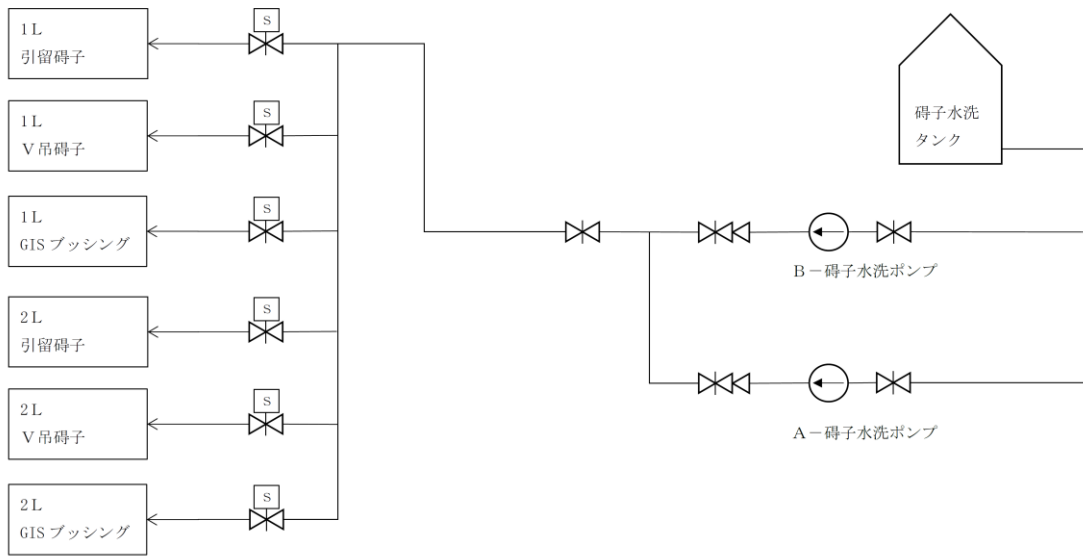 1L
引留碍子
S
1L
V吊碍子
S
1L
GISブッシング
S
2L
引留碍子
S
2L
V吊碍子
S
2L
GISブッシング
S
碍子水洗
タンク
B－碍子水洗ポンプ
A－碍子水洗ポンプ